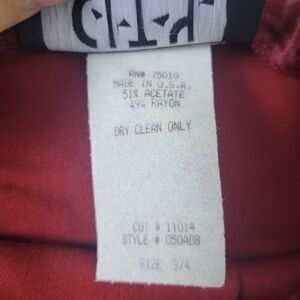 RN# 75010
MADE IN U.S.A.
51% ACETATE
49% RAYON
DRY CLEAN ONLY
CUT # 11014
STYLE # 050ADB
SIZE 3/4